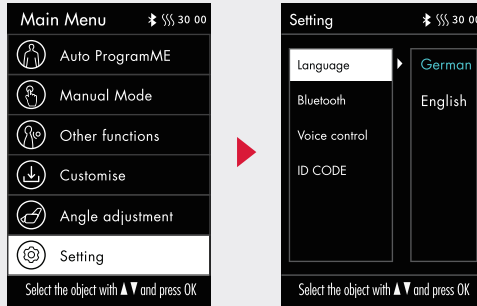 Main Menu 30 00
Auto ProgramME
Manual Mode
Other functions
Customise
Angle adjustment
Setting
Select the object with ▲▼ and press OK
Setting 30 00
Language
Bluetooth
Voice control
ID CODE
German
English
Select the object with ▲▼ and press OK